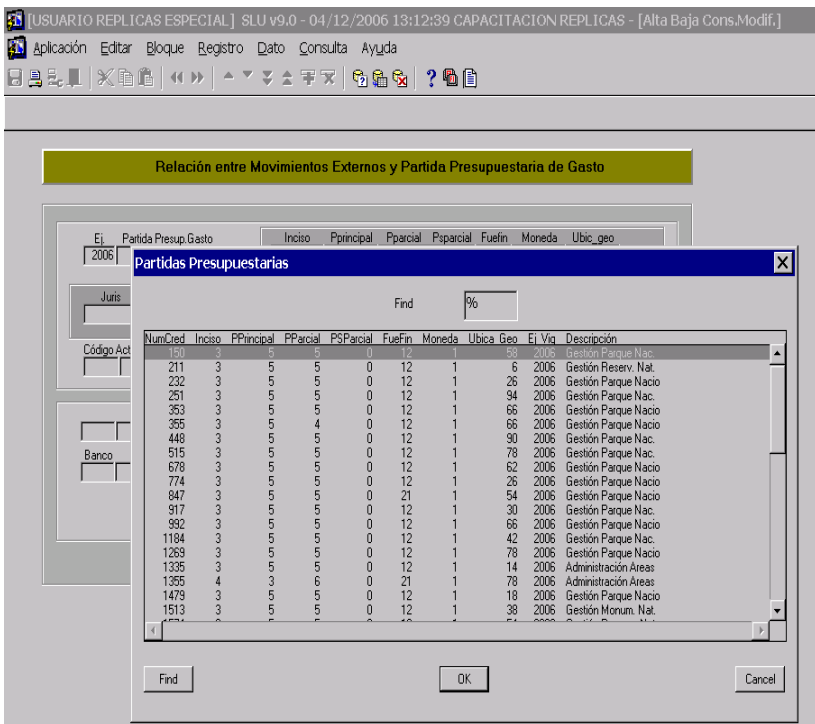 [USUARIO REPLICAS ESPECIAL] SLU v9.0 - 04/12/2006 13:12:39 CAPACITACION REPLICAS - [Alta Baja Cons.Modif.]
Aplicación Editar Bloque Registro Dato Consulta Ayuda
Relación entre Movimientos Externos y Partida Presupuestaria de Gasto
Ej. Partida Presup.Gasto Inciso Pprincipal Pparcial Psparcial Fuefin Moneda Ubic_geo
2006
Juris
Código Act
Banco
Partidas Presupuestarias
Find %
NumCred Inciso PPrincipal PParcial PSParcial FueFin Moneda Ubica Geo Ej Vig Descripción
150 3 5 5 0 12 1 58 2006 Gestión Parque Nac.
211 3 5 5 0 12 1 6 2006 Gestión Reserv. Nat.
232 3 5 5 0 12 1 26 2006 Gestión Parque Nacio
251 3 5 5 0 12 1 94 2006 Gestión Parque Nac.
353 3 5 5 0 12 1 66 2006 Gestión Parque Nacio
355 3 5 4 0 12 1 66 2006 Gestión Parque Nacio
448 3 5 5 0 12 1 90 2006 Gestión Parque Nac.
515 3 5 5 0 12 1 78 2006 Gestión Parque Nac.
678 3 5 5 0 12 1 62 2006 Gestión Parque Nacio
774 3 5 5 0 12 1 26 2006 Gestión Parque Nacio
847 3 5 5 0 21 1 54 2006 Gestión Parque Nacio
917 3 5 5 0 12 1 30 2006 Gestión Parque Nac.
992 3 5 5 0 12 1 66 2006 Gestión Parque Nacio
1184 3 5 5 0 12 1 42 2006 Gestión Parque Nac.
1269 3 5 5 0 12 1 78 2006 Gestión Parque Nacio
1335 3 5 5 0 12 1 14 2006 Administración Areas
1355 4 3 6 0 21 1 78 2006 Administración Areas
1479 3 5 5 0 12 1 18 2006 Gestión Parque Nacio
1513 3 5 5 0 12 1 38 2006 Gestión Monum. Nat.
Find OK Cancel